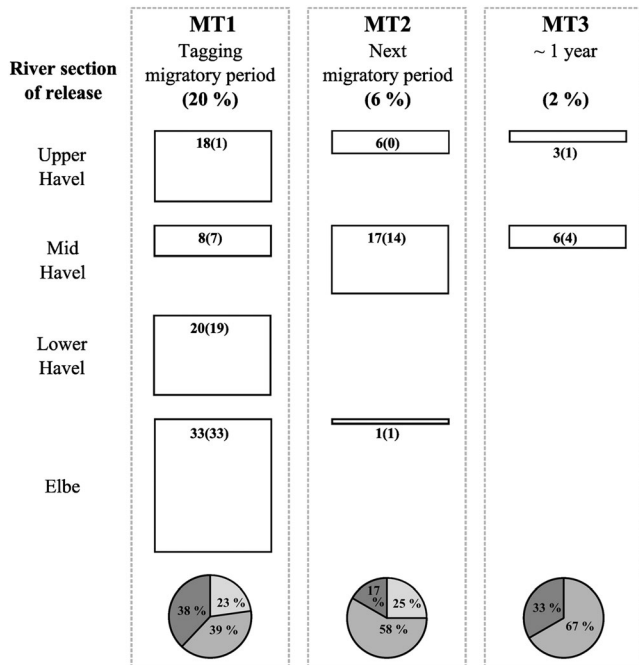 MT1
Tagging
migratory period
(20 %)
MT2
Next
migratory period
(6 %)
MT3
~ 1 year
(2 %)
River section
of release
Upper
Havel
18(1)
6(0)
3(1)
Mid
Havel
8(7)
17(14)
6(4)
Lower
Havel
20(19)
Elbe
33(33)
1(1)
38 %
23 %
39 %
17
%
25 %
58 %
33 %
67 %